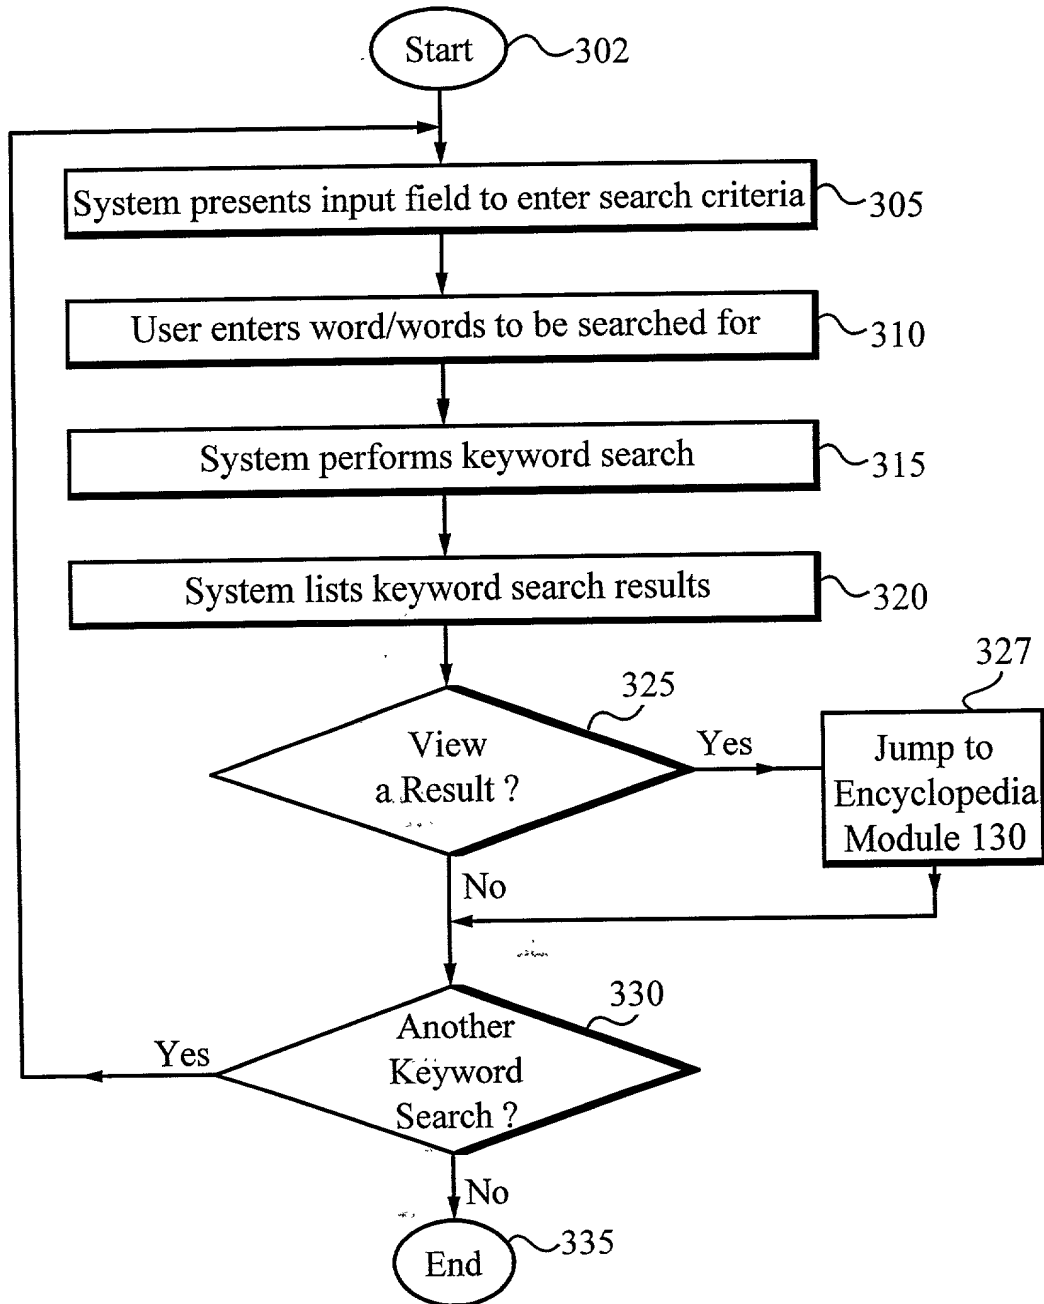 Start
302
System presents input field to enter search criteria
305
User enters word/words to be searched for
310
System performs keyword search
315
System lists keyword search results
320
325
327
View
a Result ?
Yes
Jump to
Encyclopedia
Module 130
No
330
Another
Keyword
Search ?
Yes
No
End
335